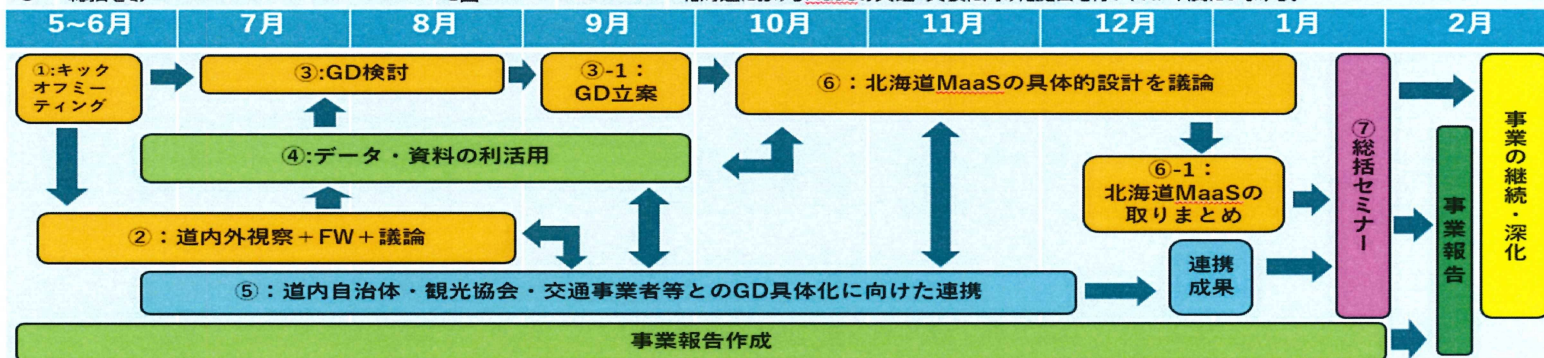 5~6月
7月
8月
9月
10月
11月
12月
1月
2月
①:キック
オフミー
ティング
③:GD検討
③-1：
GD立案
⑥：北海道MaaSの具体的設計を議論
④:データ・資料の利活用
⑥-1：
北海道MaaSの
取りまとめ
②：道内外視察＋FW＋議論
⑤：道内自治体・観光協会・交通事業者等とのGD具体化に向けた連携
連携
成果
⑦総括セミナー
事業報告
事業の継続・深化
事業報告作成